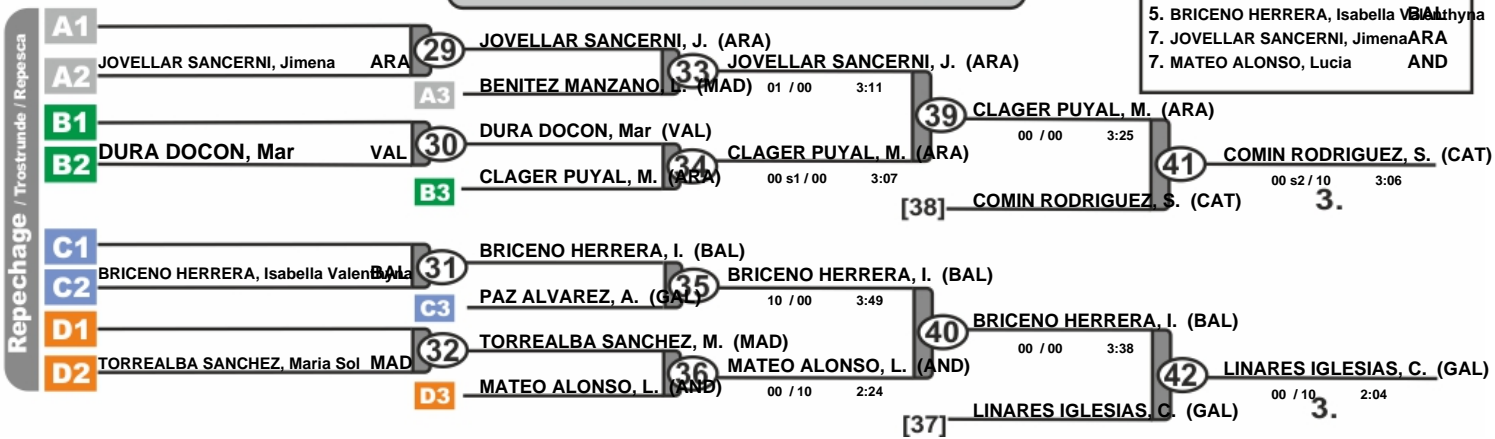 Repechage / Trostrunde / Repesca
A1
A2 JOVELLAR SANCERNI, Jimena ARA
29
JOVELLAR SANCERNI, J. (ARA)
A3 BENITEZ MANZANO, L. (MAD)
33
JOVELLAR SANCERNI, J. (ARA)
01 / 00 3:11
B1
B2 DURA DOCON, Mar VAL
30
DURA DOCON, Mar (VAL)
B3 CLAGER PUYAL, M. (ARA)
34
CLAGER PUYAL, M. (ARA)
00 s1 / 00 3:07
39
CLAGER PUYAL, M. (ARA)
00 / 00 3:25
[38] COMIN RODRIGUEZ, S. (CAT)
41
COMIN RODRIGUEZ, S. (CAT)
00 s2 / 10 3:06
3.
C1
C2 BRICENO HERRERA, Isabella Valenthyna BAL
31
BRICENO HERRERA, I. (BAL)
C3 PAZ ALVAREZ, A. (GAL)
35
BRICENO HERRERA, I. (BAL)
10 / 00 3:49
D1
D2 TORREALBA SANCHEZ, Maria Sol MAD
32
TORREALBA SANCHEZ, M. (MAD)
D3 MATEO ALONSO, L. (AND)
36
MATEO ALONSO, L. (AND)
00 / 10 2:24
40
BRICENO HERRERA, I. (BAL)
00 / 00 3:38
[37] LINARES IGLESIAS, C. (GAL)
42
LINARES IGLESIAS, C. (GAL)
00 / 10 2:04
3.
5. BRICENO HERRERA, Isabella Valenthyna BAL
7. JOVELLAR SANCERNI, Jimena ARA
7. MATEO ALONSO, Lucia AND